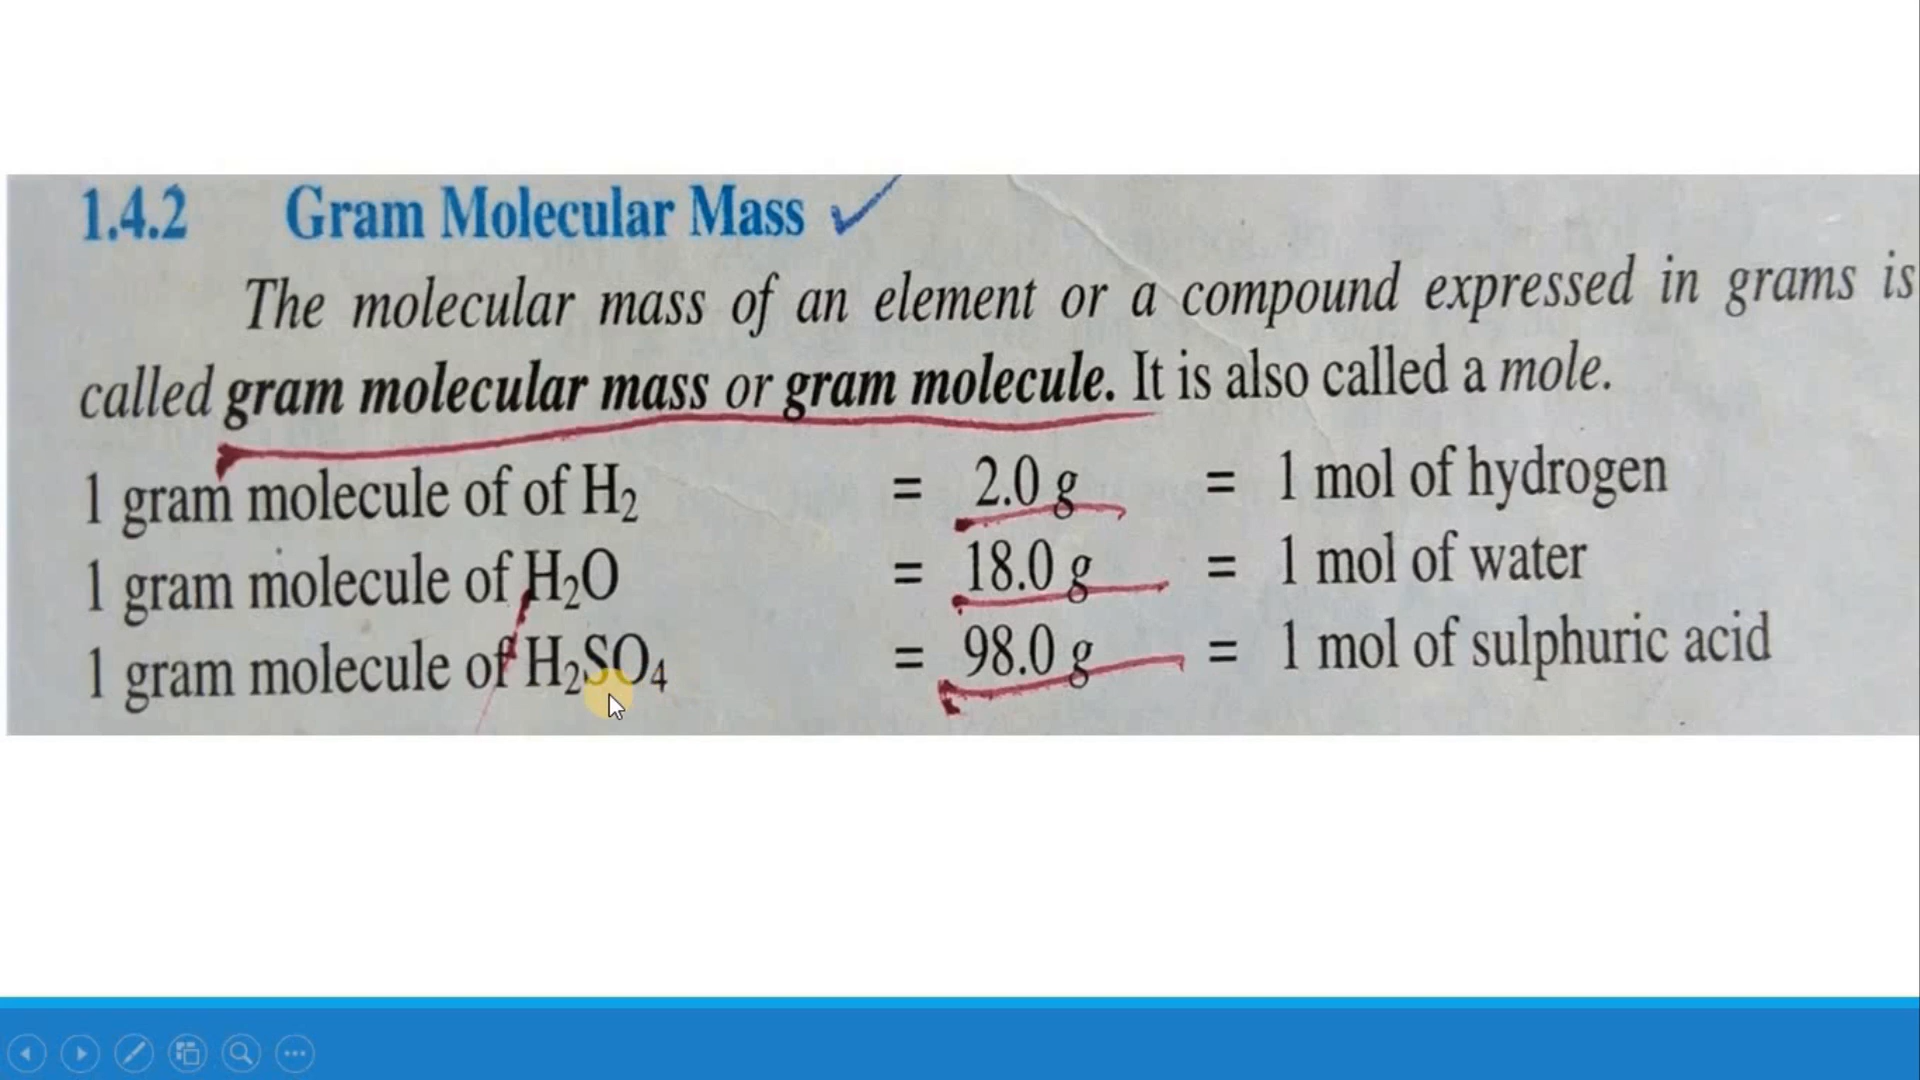 1.4.2 Gram Molecular Mass
The molecular mass of an element or a compound expressed in grams is
called gram molecular mass or gram molecule. It is also called a mole.
1 gram molecule of of H₂ = 2.0 g = 1 mol of hydrogen
1 gram molecule of H₂O = 18.0 g = 1 mol of water
1 gram molecule of H₂SO₄ = 98.0 g = 1 mol of sulphuric acid